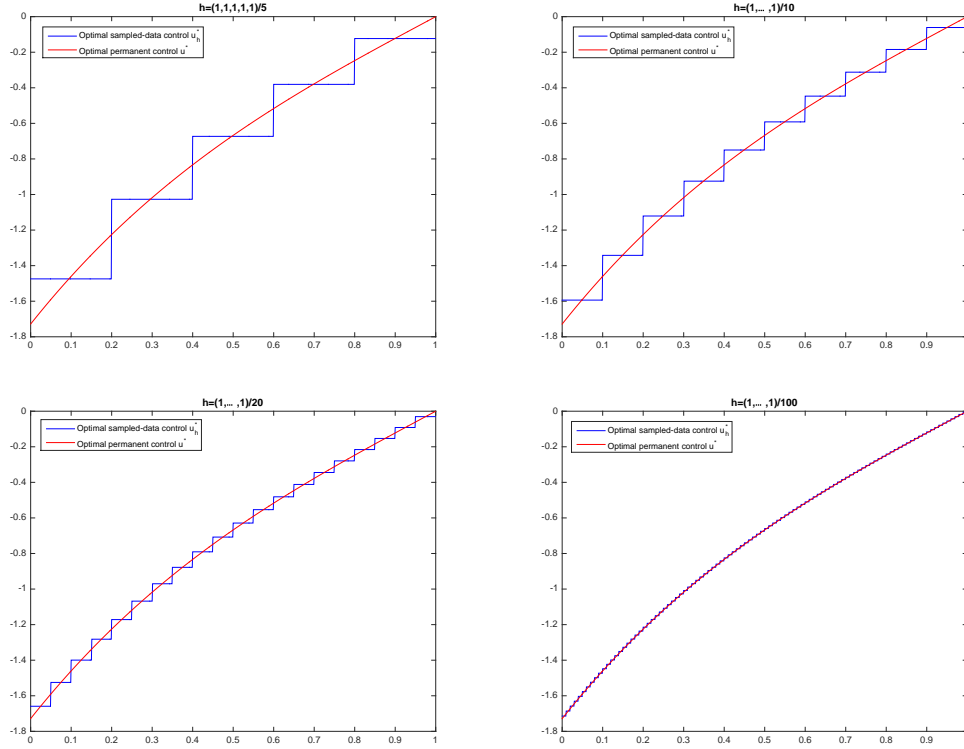 h=(1,1,1,1,1)/5
Optimal sampled-data control u*h
Optimal permanent control u*
0
-0.2
-0.4
-0.6
-0.8
-1
-1.2
-1.4
-1.6
-1.8
0 0.1 0.2 0.3 0.4 0.5 0.6 0.7 0.8 0.9 1
h=(1,... ,1)/10
Optimal sampled-data control u*h
Optimal permanent control u*
0
-0.2
-0.4
-0.6
-0.8
-1
-1.2
-1.4
-1.6
-1.8
0 0.1 0.2 0.3 0.4 0.5 0.6 0.7 0.8 0.9
h=(1,... ,1)/20
Optimal sampled-data control u*h
Optimal permanent control u*
0
-0.2
-0.4
-0.6
-0.8
-1
-1.2
-1.4
-1.6
-1.8
0 0.1 0.2 0.3 0.4 0.5 0.6 0.7 0.8 0.9 1
h=(1,... ,1)/100
Optimal sampled-data control u*h
Optimal permanent control u*
0
-0.2
-0.4
-0.6
-0.8
-1
-1.2
-1.4
-1.6
-1.8
0 0.1 0.2 0.3 0.4 0.5 0.6 0.7 0.8 0.9